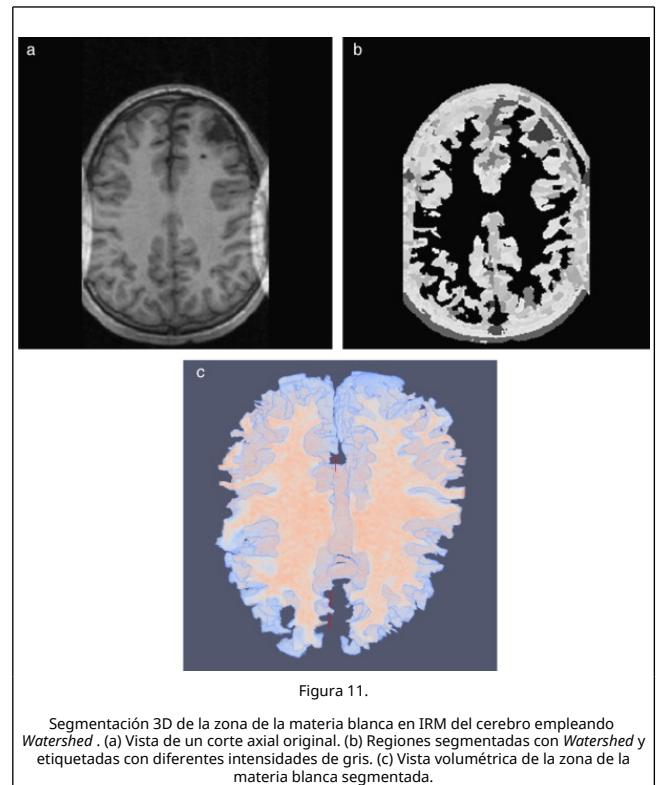 a
b
c
Figura 11.
Segmentación 3D de la zona de la materia blanca en IRM del cerebro empleando
Watershed . (a) Vista de un corte axial original. (b) Regiones segmentadas con Watershed y
etiquetadas con diferentes intensidades de gris. (c) Vista volumétrica de la zona de la
materia blanca segmentada.